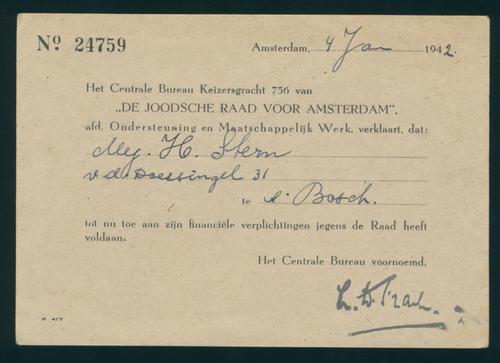 No 24759
Amsterdam, 4 Jan 1942.
Het Centrale Bureau Keizersgracht 756 van
„DE JOODSCHE RAAD VOOR AMSTERDAM”,
afd. Ondersteuning en Maatschappelijk Werk, verklaart, dat:
Mej. H. Stern
v.d. Doessingel 31
te s. Bosch.
tot nu toe aan zijn financiële verplichtingen jegens de Raad heeft
voldaan.
Het Centrale Bureau voornoemd,
K 417